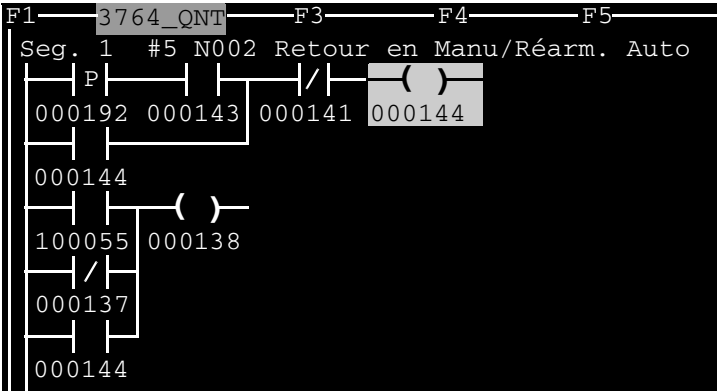 F1 3764_QNT F3 F4 F5
Seg. 1 #5 N002 Retour en Manu/Réarm. Auto
P
000192 000143 000141 000144
000144
100055 000138
000137
000144